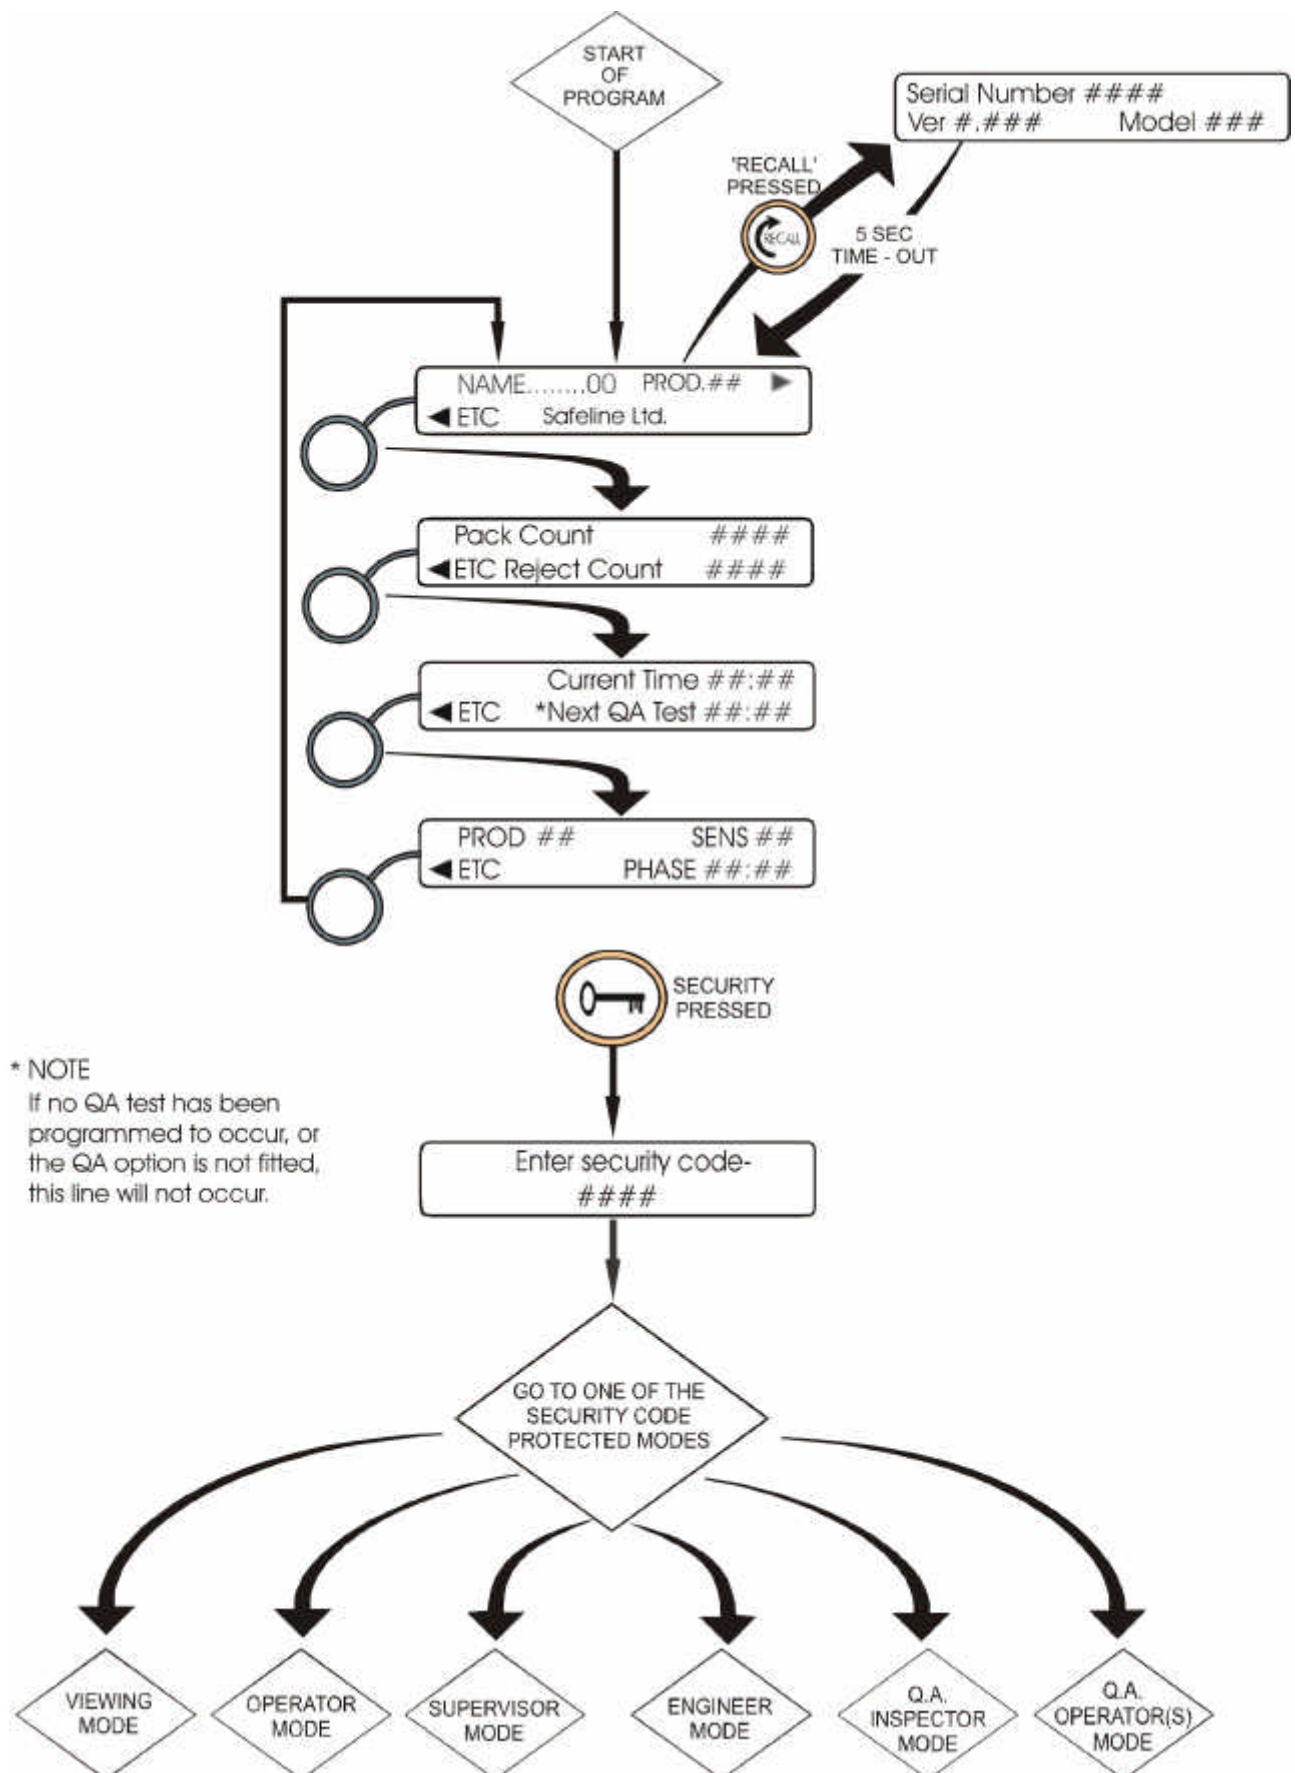 START
OF
PROGRAM
Serial Number ####
Ver #.### Model ###
'RECALL'
PRESSED
RECALL
5 SEC
TIME - OUT
NAME........00 PROD.## ►
◄ETC Safeline Ltd.
Pack Count ####
◄ETC Reject Count ####
Current Time ##:##
◄ETC *Next QA Test ##:##
PROD ## SENS ##
◄ETC PHASE ##:##
SECURITY
PRESSED
* NOTE
If no QA test has been
programmed to occur, or
the QA option is not fitted,
this line will not occur.
Enter security code-
####
GO TO ONE OF THE
SECURITY CODE
PROTECTED MODES
VIEWING
MODE
OPERATOR
MODE
SUPERVISOR
MODE
ENGINEER
MODE
Q.A.
INSPECTOR
MODE
Q.A.
OPERATOR(S)
MODE